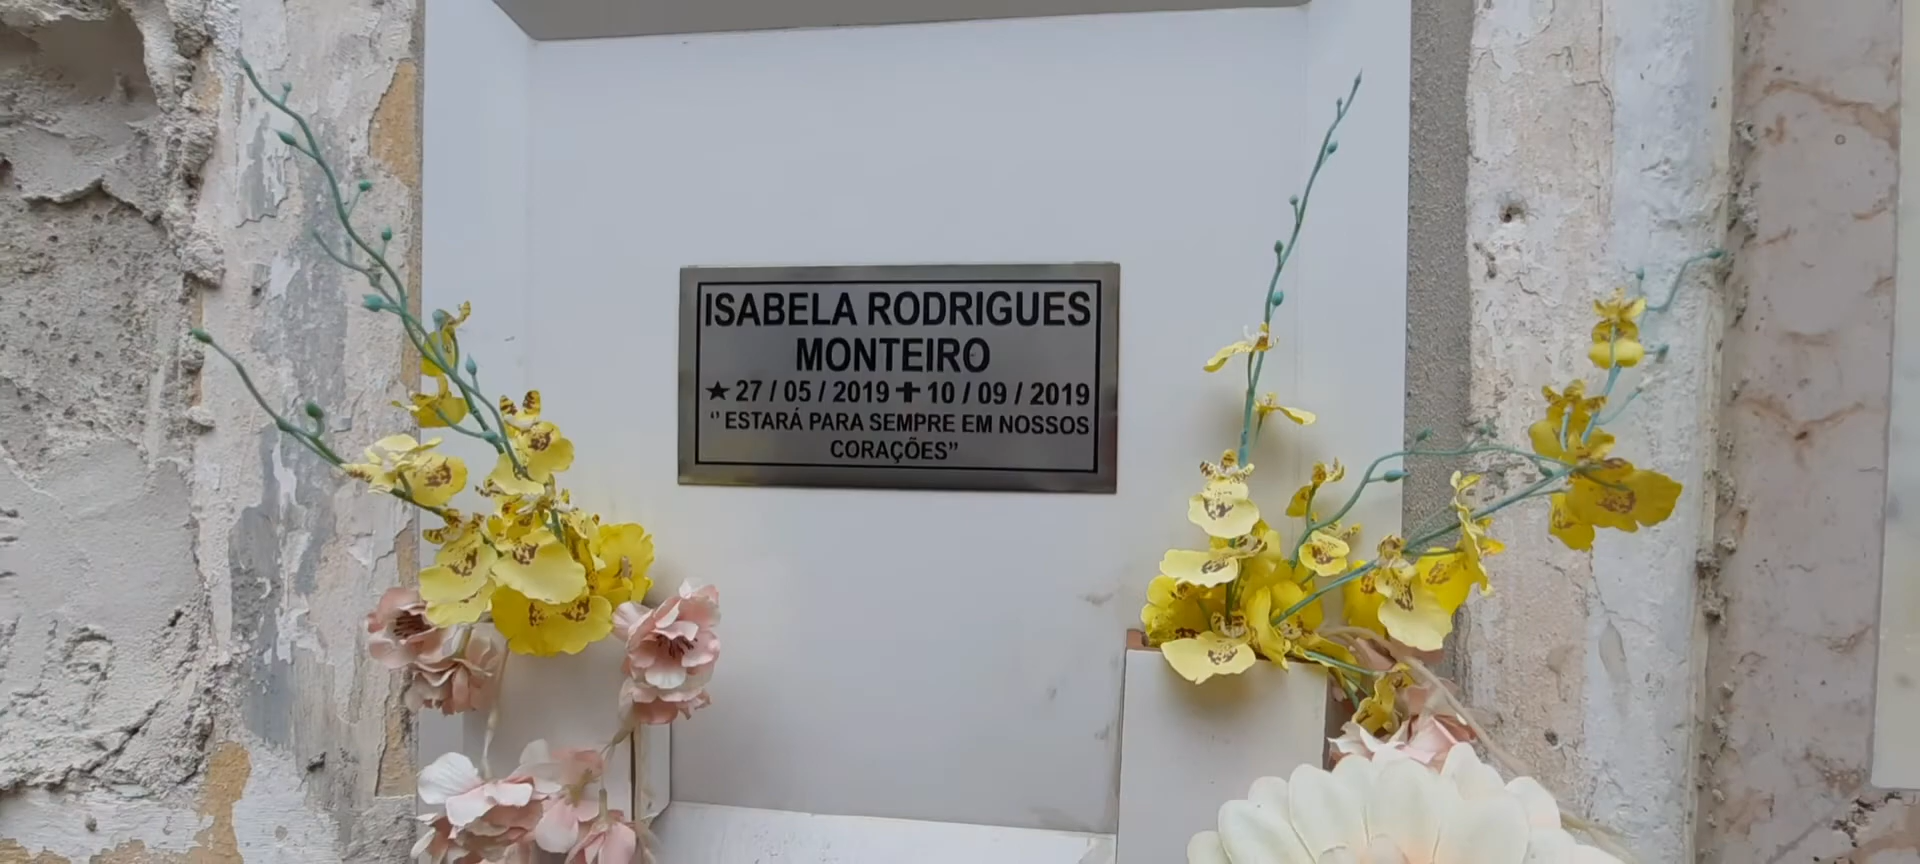 ISABELA RODRIGUES
MONTEIRO
★ 27 / 05 / 2019 ✝ 10 / 09 / 2019
“ ESTARÁ PARA SEMPRE EM NOSSOS
CORAÇÕES”